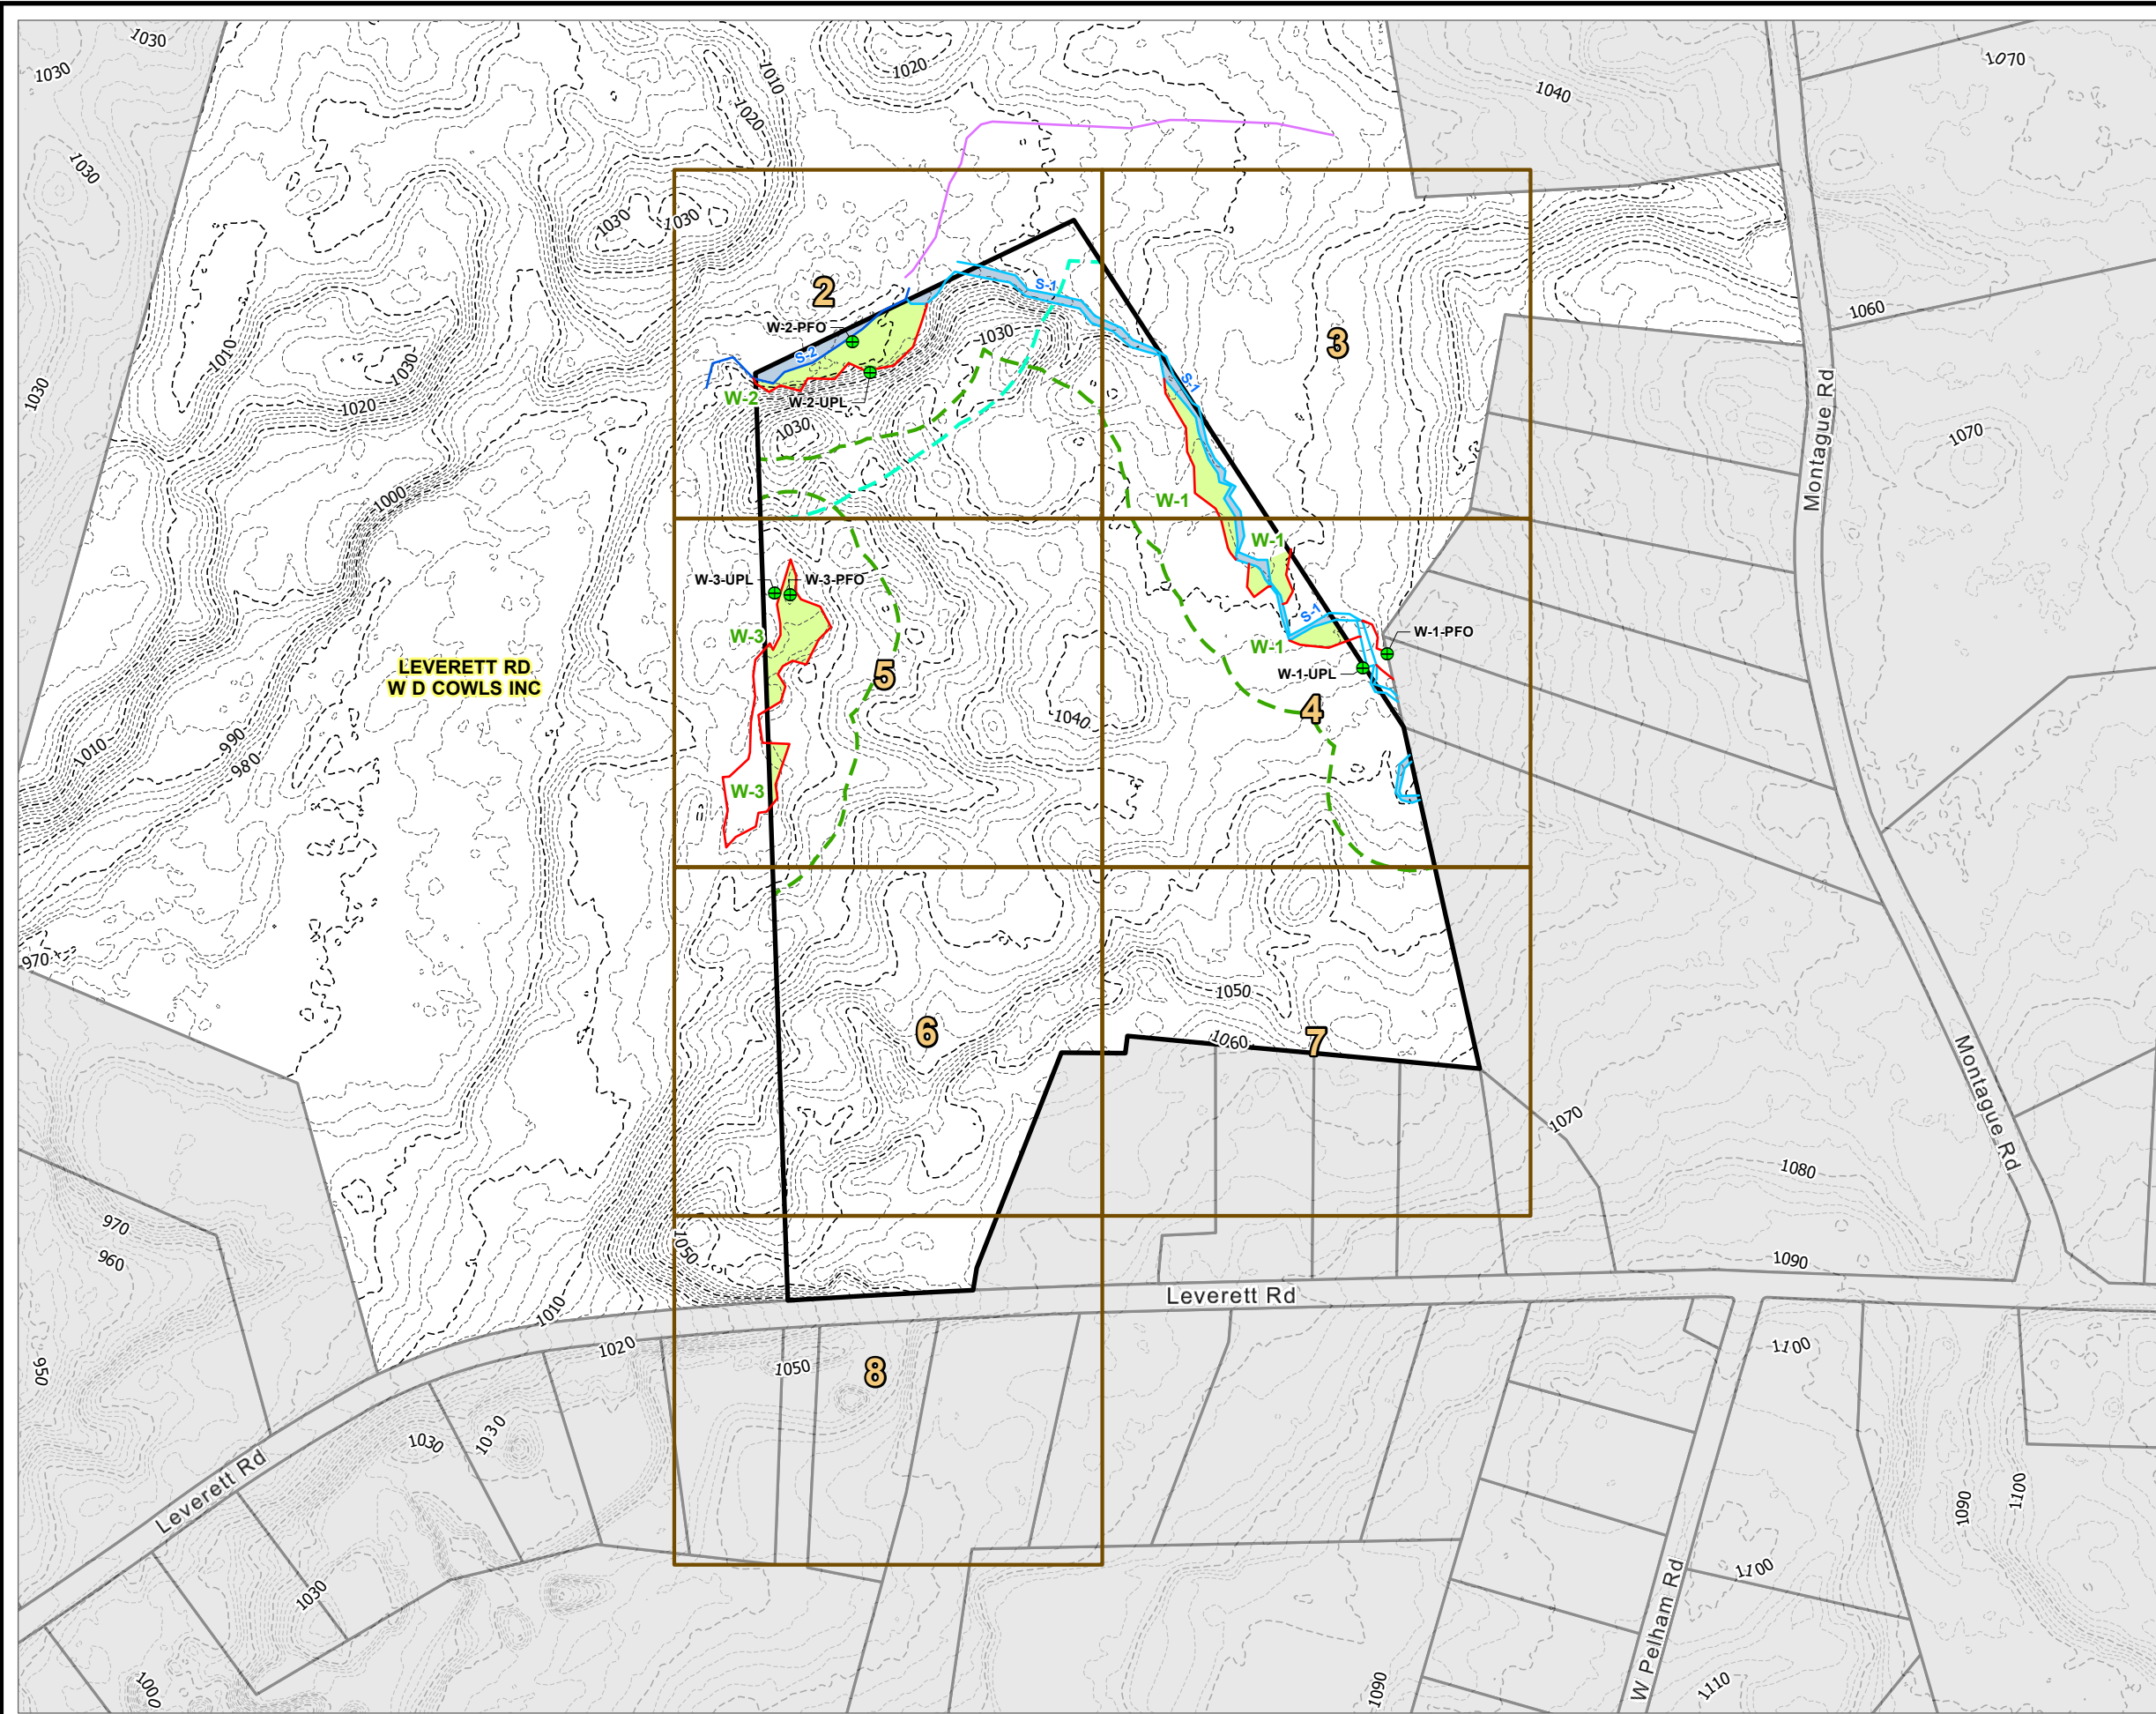 1030
1030
1010
1020
1020
1040
1070
1030
1030
1030
1010
1030
1020
1030
1000
2
W-2-PFO
S-2
W-2
W-2-UPL
1030
1030
S-1
S-1
3
1060
1070
Montague Rd
W-1
W-1
W-3-UPL
W-3-PFO
W-3
5
LEVERETT RD
W D COWLS INC
S-1
W-1
W-1-PFO
W-1-UPL
4
1040
1010
990
980
W-3
970
1050
6
1060
7
Montague Rd
1070
1080
970
960
1050
1010
1090
Leverett Rd
1020
1050
8
1100
950
1030
1030
Leverett Rd
1090
1100
1030
1100
W Pelham Rd
1000
1090
1110